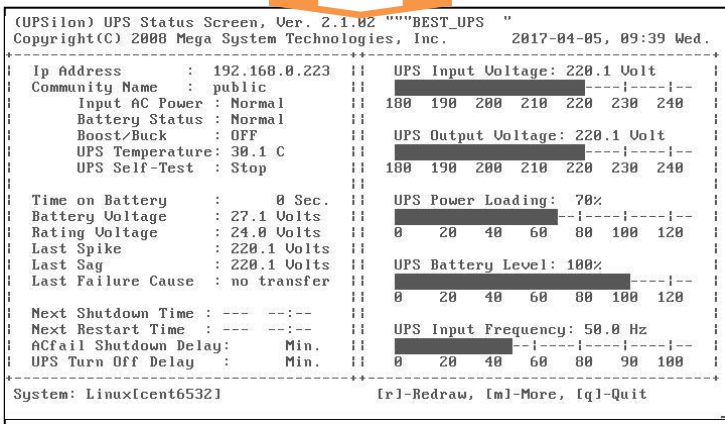 (UPSilon) UPS Status Screen, Ver. 2.1.02 """BEST_UPS "
Copyright(C) 2008 Mega System Technologies, Inc. 2017-04-05, 09:39 Wed.
Ip Address : 192.168.0.223
Community Name : public
Input AC Power : Normal
Battery Status : Normal
Boost/Buck : OFF
UPS Temperature: 30.1 C
UPS Self-Test : Stop
Time on Battery : 0 Sec.
Battery Voltage : 27.1 Volts
Rating Voltage : 24.0 Volts
Last Spike : 220.1 Volts
Last Sag : 220.1 Volts
Last Failure Cause : no transfer
Next Shutdown Time : --- --:--
Next Restart Time : --- --:--
ACfail Shutdown Delay: Min.
UPS Turn Off Delay : Min.
UPS Input Voltage: 220.1 Volt
180 190 200 210 220 230 240
UPS Output Voltage: 220.1 Volt
180 190 200 210 220 230 240
UPS Power Loading: 70%
0 20 40 60 80 100 120
UPS Battery Level: 100%
0 20 40 60 80 100 120
UPS Input Frequency: 50.0 Hz
0 20 40 60 80 90 100
System: Linux[cent6532] [r]-Redraw, [m]-More, [q]-Quit